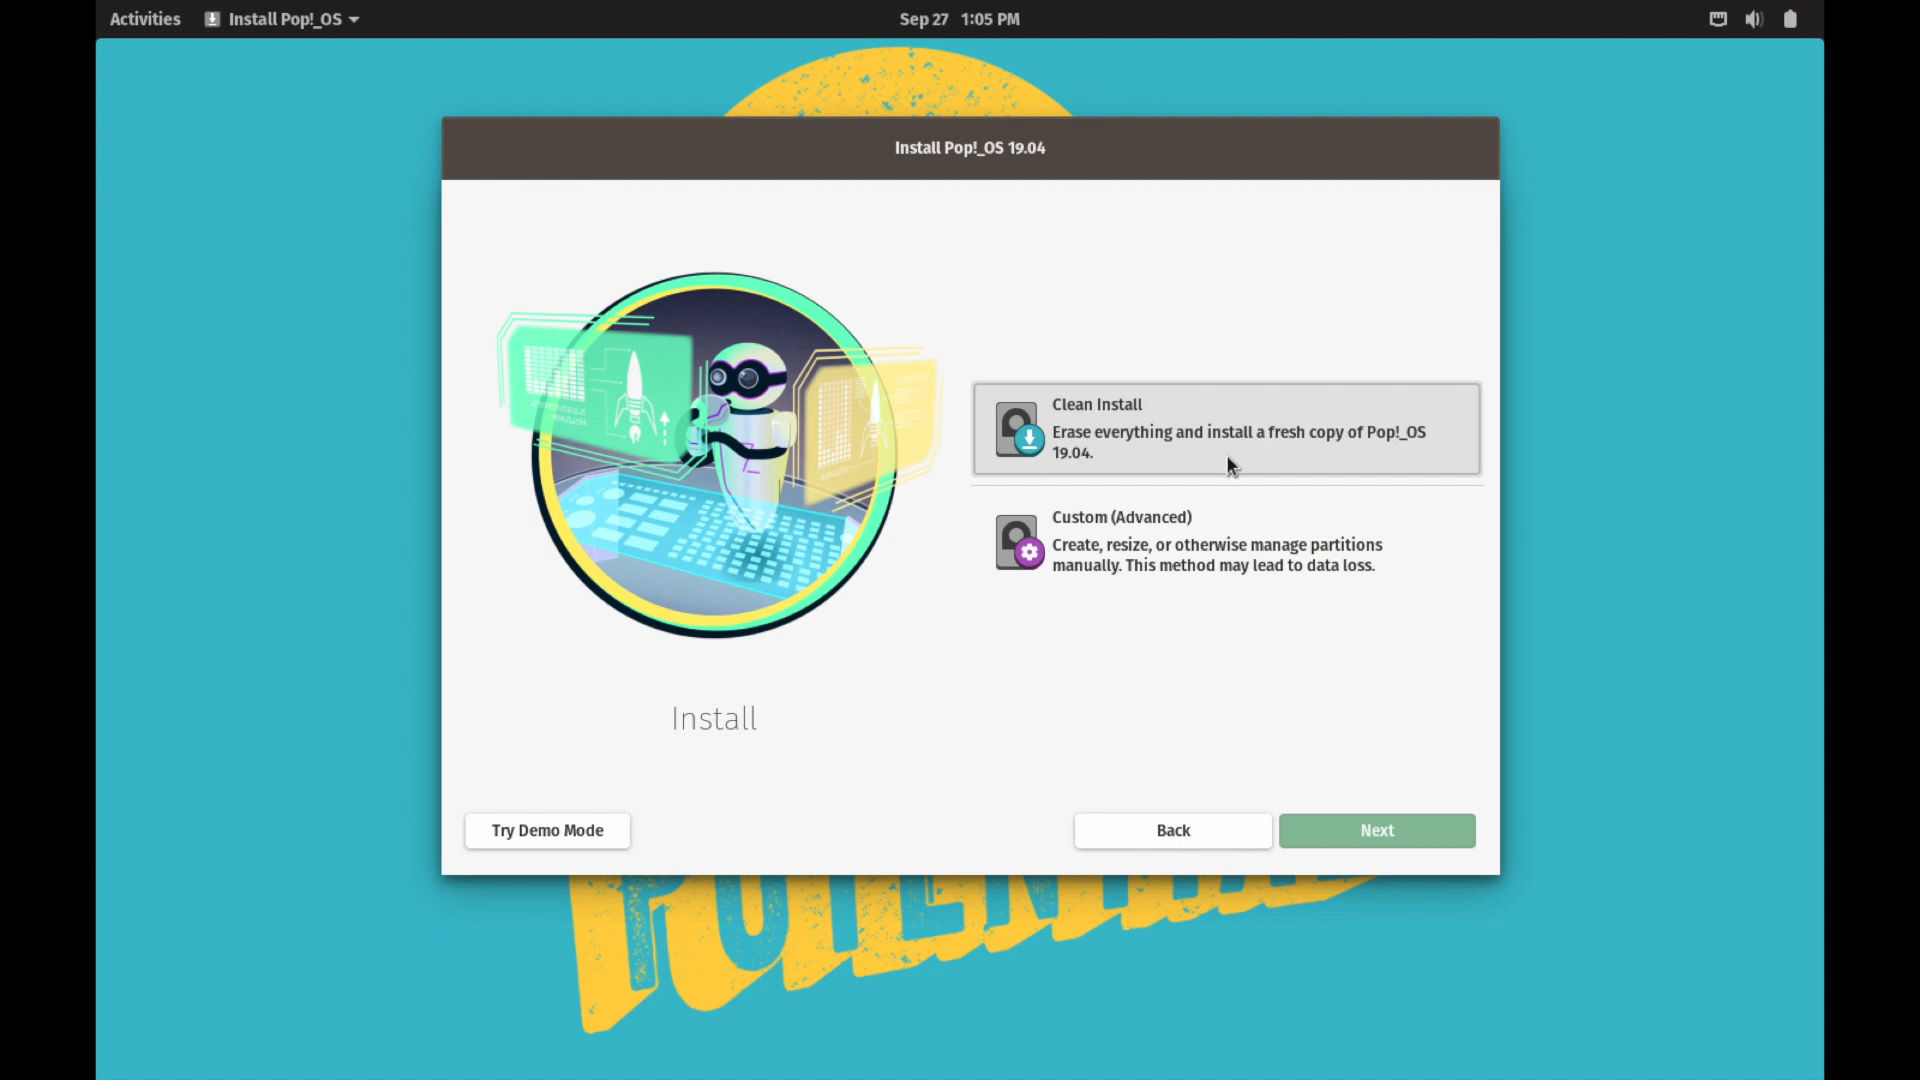 Activities
Install Pop!_OS
Sep 27 1:05 PM
Install Pop!_OS 19.04
Clean Install
Erase everything and install a fresh copy of Pop!_OS
19.04.
Custom (Advanced)
Create, resize, or otherwise manage partitions
manually. This method may lead to data loss.
Install
Try Demo Mode
Back
Next